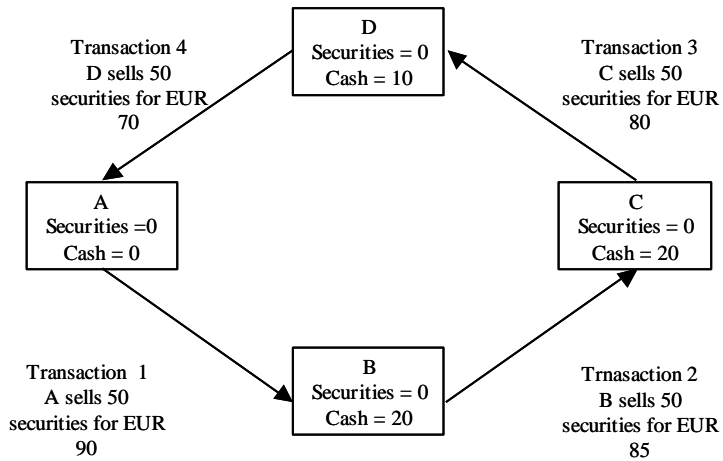 D
Securities = 0
Cash = 10
Transaction 4
D sells 50
securities for EUR
70
Transaction 3
C sells 50
securities for EUR
80
A
Securities =0
Cash = 0
C
Securities = 0
Cash = 20
B
Securities = 0
Cash = 20
Transaction  1
A sells 50
securities for EUR
90
Trnasaction 2
B sells 50
securities for EUR
85